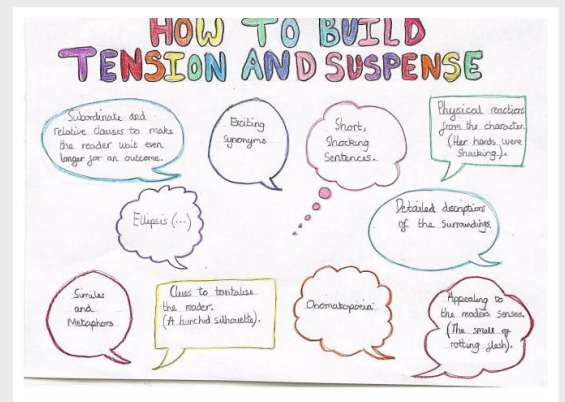 HOW TO BUILD
TENSION AND SUSPENSE
Subordinate and
relative clauses to make
the reader wait even
longer for an outcome.
Exciting
synonyms
Short,
shocking
Sentences.
Physical reactions
from the character.
(Her hands were
shacking).
Ellipsis (...)
Detailed descriptions
of the surroundings.
Similes
and
Metaphors
Clues to tantalise
the reader.
(A hunchid silhouette).
Onomatopoeia
Appealing to
the readers senses.
(The smell of
rotting flesh).